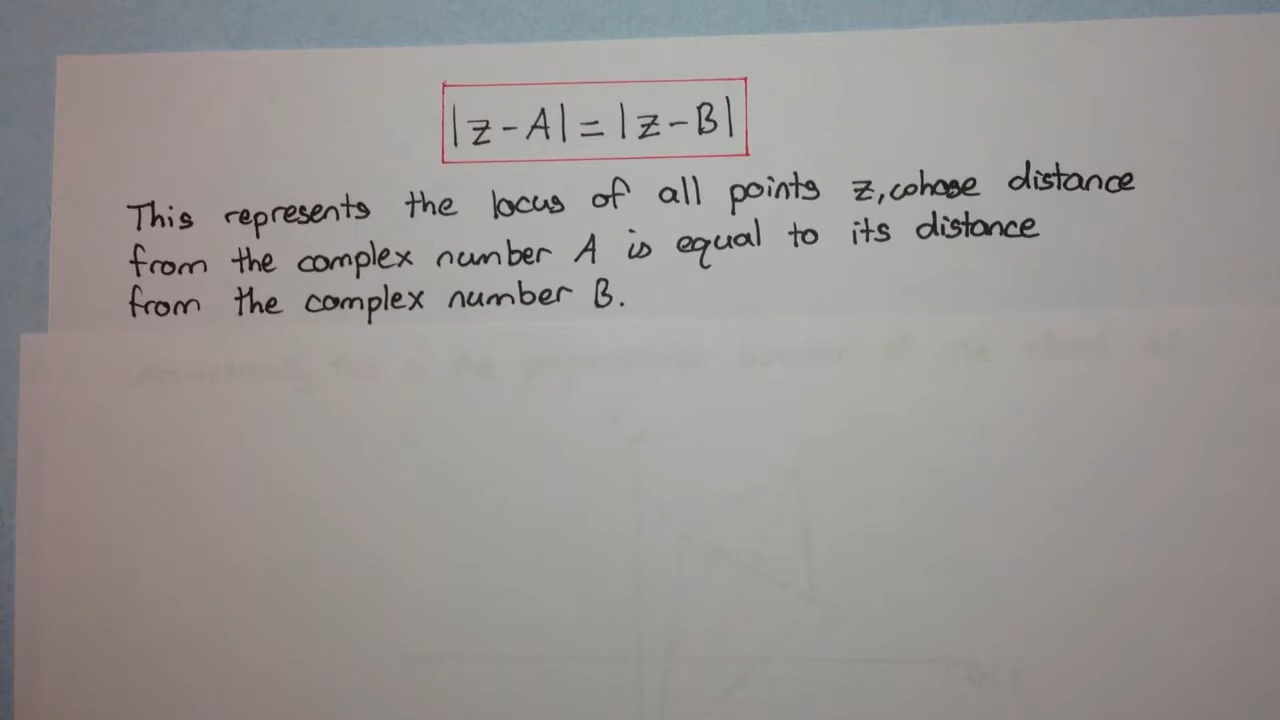 |z-A| = |z-B|
This represents the locus of all points z, whose distance
from the complex number A is equal to its distance
from the complex number B.